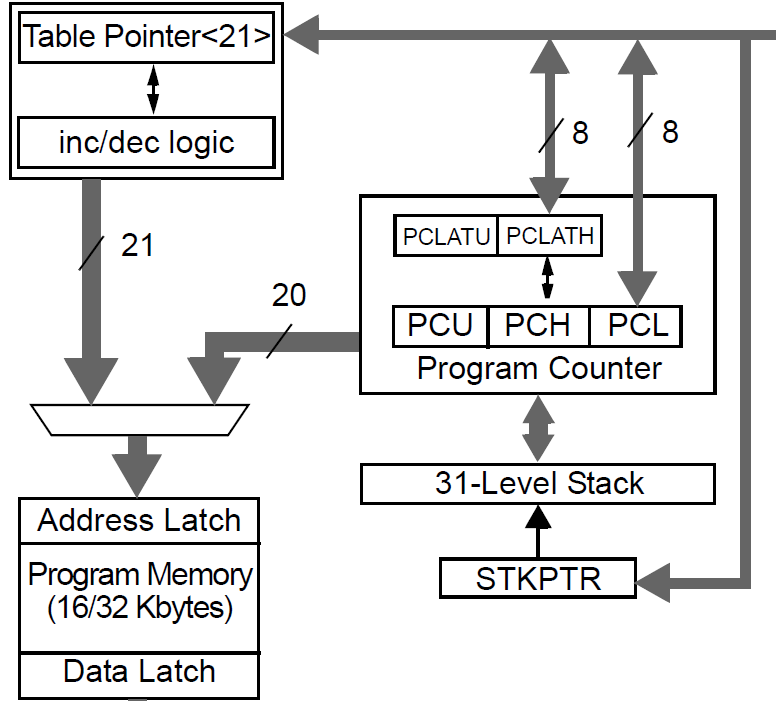 Table Pointer<21>
inc/dec logic
21
20
8
8
PCLATU PCLATH
PCU PCH PCL
Program Counter
31-Level Stack
STKPTR
Address Latch
Program Memory
(16/32 Kbytes)
Data Latch